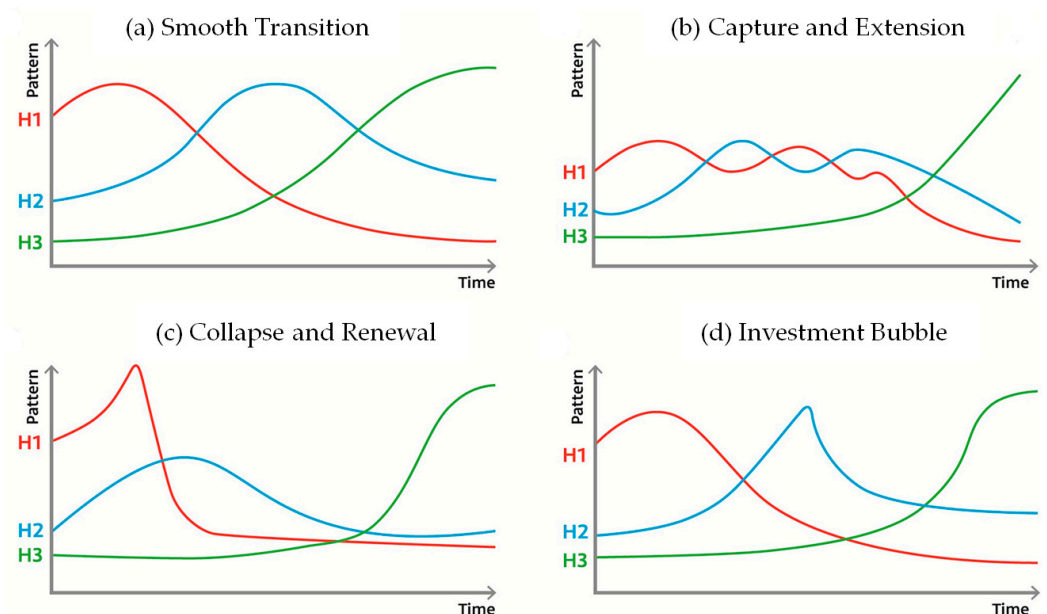 (a) Smooth Transition
Pattern
H1
H2
H3
Time
(b) Capture and Extension
Pattern
H1
H2
H3
Time
(c) Collapse and Renewal
Pattern
H1
H2
H3
Time
(d) Investment Bubble
Pattern
H1
H2
H3
Time